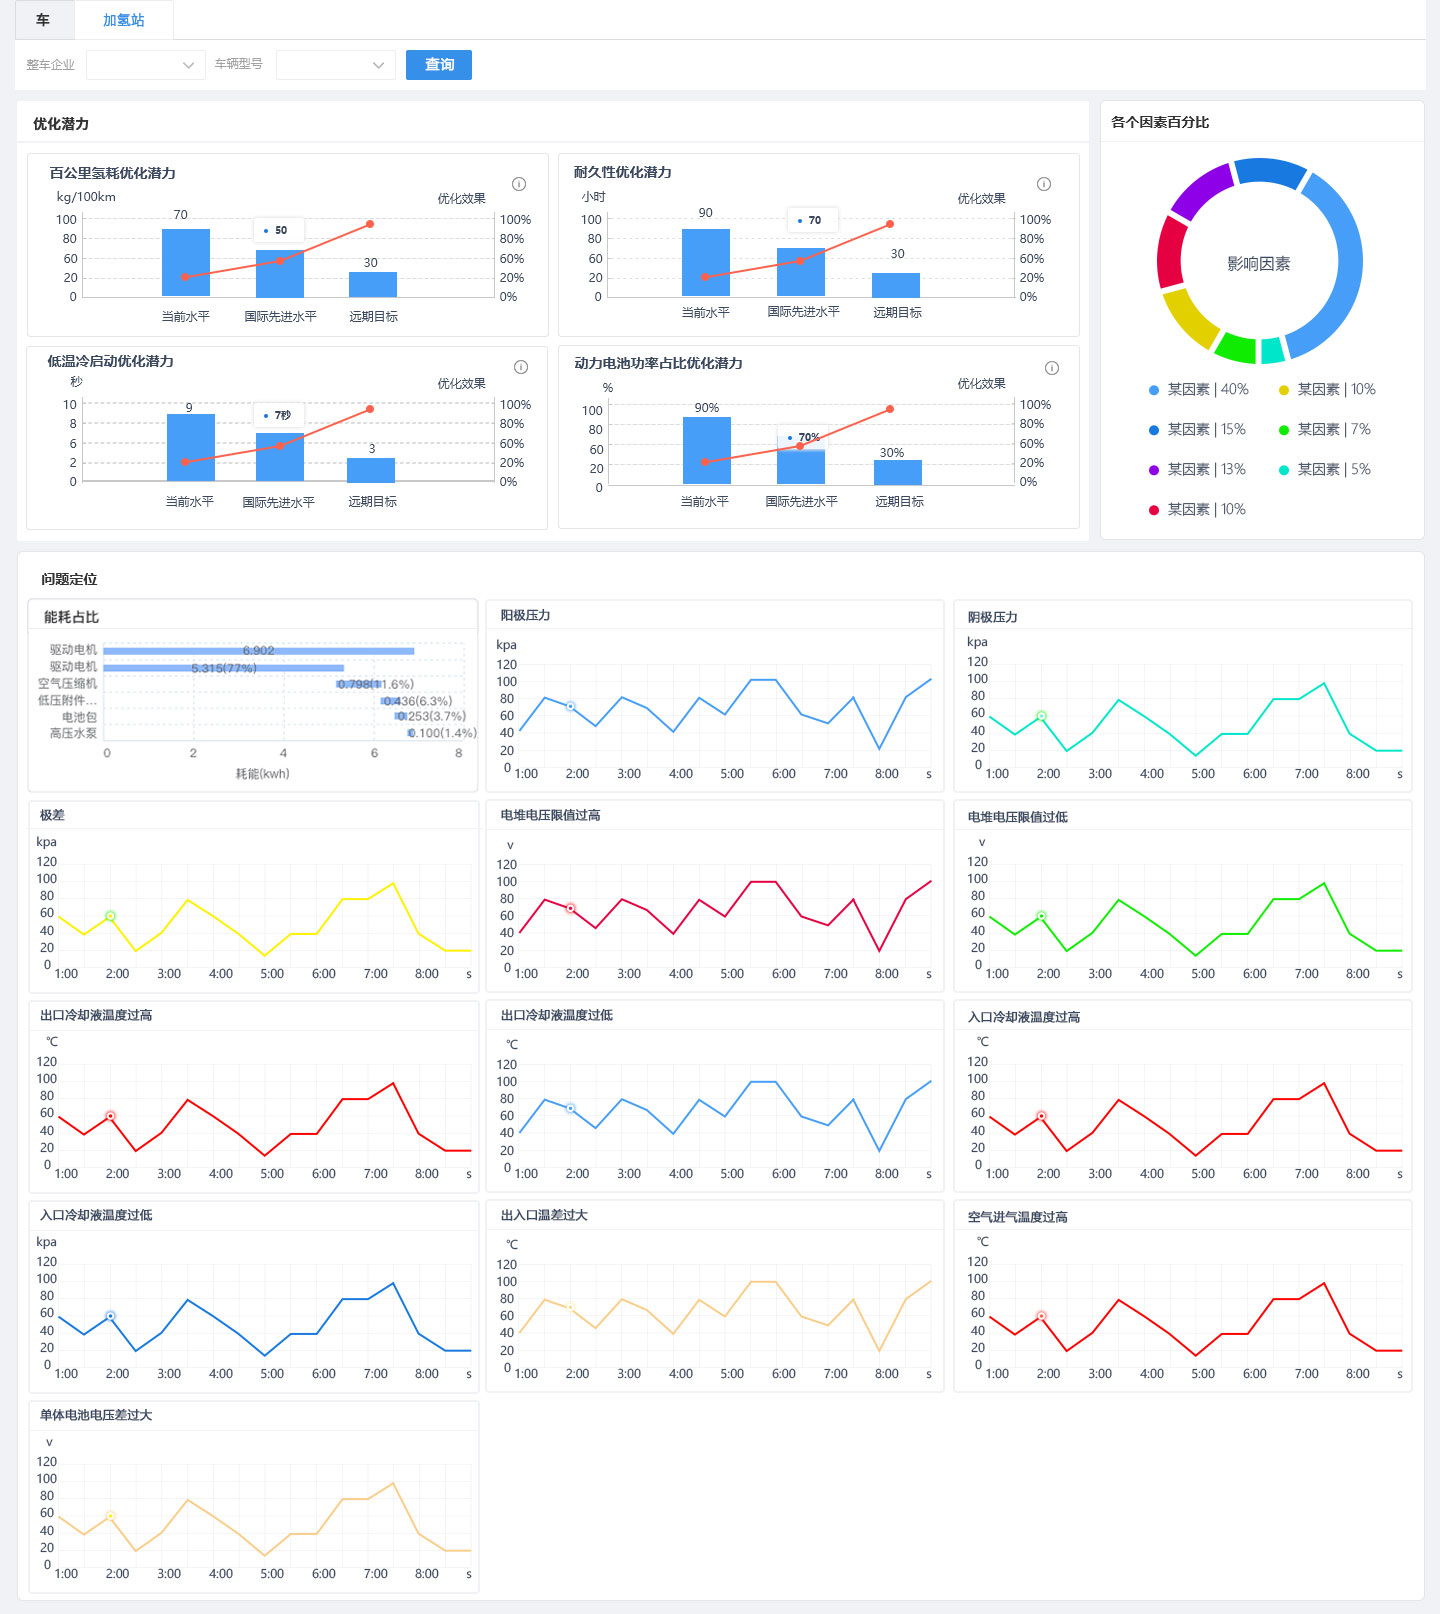 车 加氢站
整车企业 车辆型号 查询
优化潜力
百公里氢耗优化潜力
kg/100km 优化效果
100 80 60 20 0
70 50 30
100% 80% 60% 20% 0%
当前水平 国际先进水平 远期目标
耐久性优化潜力
小时 优化效果
100 80 60 20 0
90 70 30
100% 80% 60% 20% 0%
当前水平 国际先进水平 远期目标
低温冷启动优化潜力
秒 优化效果
10 8 6 2 0
9 7秒 3
100% 80% 60% 20% 0%
当前水平 国际先进水平 远期目标
动力电池功率占比优化潜力
% 优化效果
100 80 60 20 0
90% 70% 30%
100% 80% 60% 20% 0%
当前水平 国际先进水平 远期目标
各个因素百分比
影响因素
某因素 | 40% 某因素 | 10%
某因素 | 15% 某因素 | 7%
某因素 | 13% 某因素 | 5%
某因素 | 10%
问题定位
能耗占比
驱动电机 6.902
驱动电机 5.315(77%)
空气压缩机 0.798(11.6%)
低压附件... 0.436(6.3%)
电池包 0.253(3.7%)
高压水泵 0.100(1.4%)
0 2 4 6 8
耗能(kwh)
阳极压力
kpa
120 100 80 60 40 20 0
1:00 2:00 3:00 4:00 5:00 6:00 7:00 8:00 s
阴极压力
kpa
120 100 80 60 40 20 0
1:00 2:00 3:00 4:00 5:00 6:00 7:00 8:00 s
极差
kpa
120 100 80 60 40 20 0
1:00 2:00 3:00 4:00 5:00 6:00 7:00 8:00 s
电堆电压限值过高
v
120 100 80 60 40 20 0
1:00 2:00 3:00 4:00 5:00 6:00 7:00 8:00 s
电堆电压限值过低
v
120 100 80 60 40 20 0
1:00 2:00 3:00 4:00 5:00 6:00 7:00 8:00 s
出口冷却液温度过高
℃
120 100 80 60 40 20 0
1:00 2:00 3:00 4:00 5:00 6:00 7:00 8:00 s
出口冷却液温度过低
℃
120 100 80 60 40 20 0
1:00 2:00 3:00 4:00 5:00 6:00 7:00 8:00 s
入口冷却液温度过高
℃
120 100 80 60 40 20 0
1:00 2:00 3:00 4:00 5:00 6:00 7:00 8:00 s
入口冷却液温度过低
kpa
120 100 80 60 40 20 0
1:00 2:00 3:00 4:00 5:00 6:00 7:00 8:00 s
出入口温差过大
℃
120 100 80 60 40 20 0
1:00 2:00 3:00 4:00 5:00 6:00 7:00 8:00 s
空气进气温度过高
℃
120 100 80 60 40 20 0
1:00 2:00 3:00 4:00 5:00 6:00 7:00 8:00 s
单体电池电压差过大
v
120 100 80 60 40 20 0
1:00 2:00 3:00 4:00 5:00 6:00 7:00 8:00 s